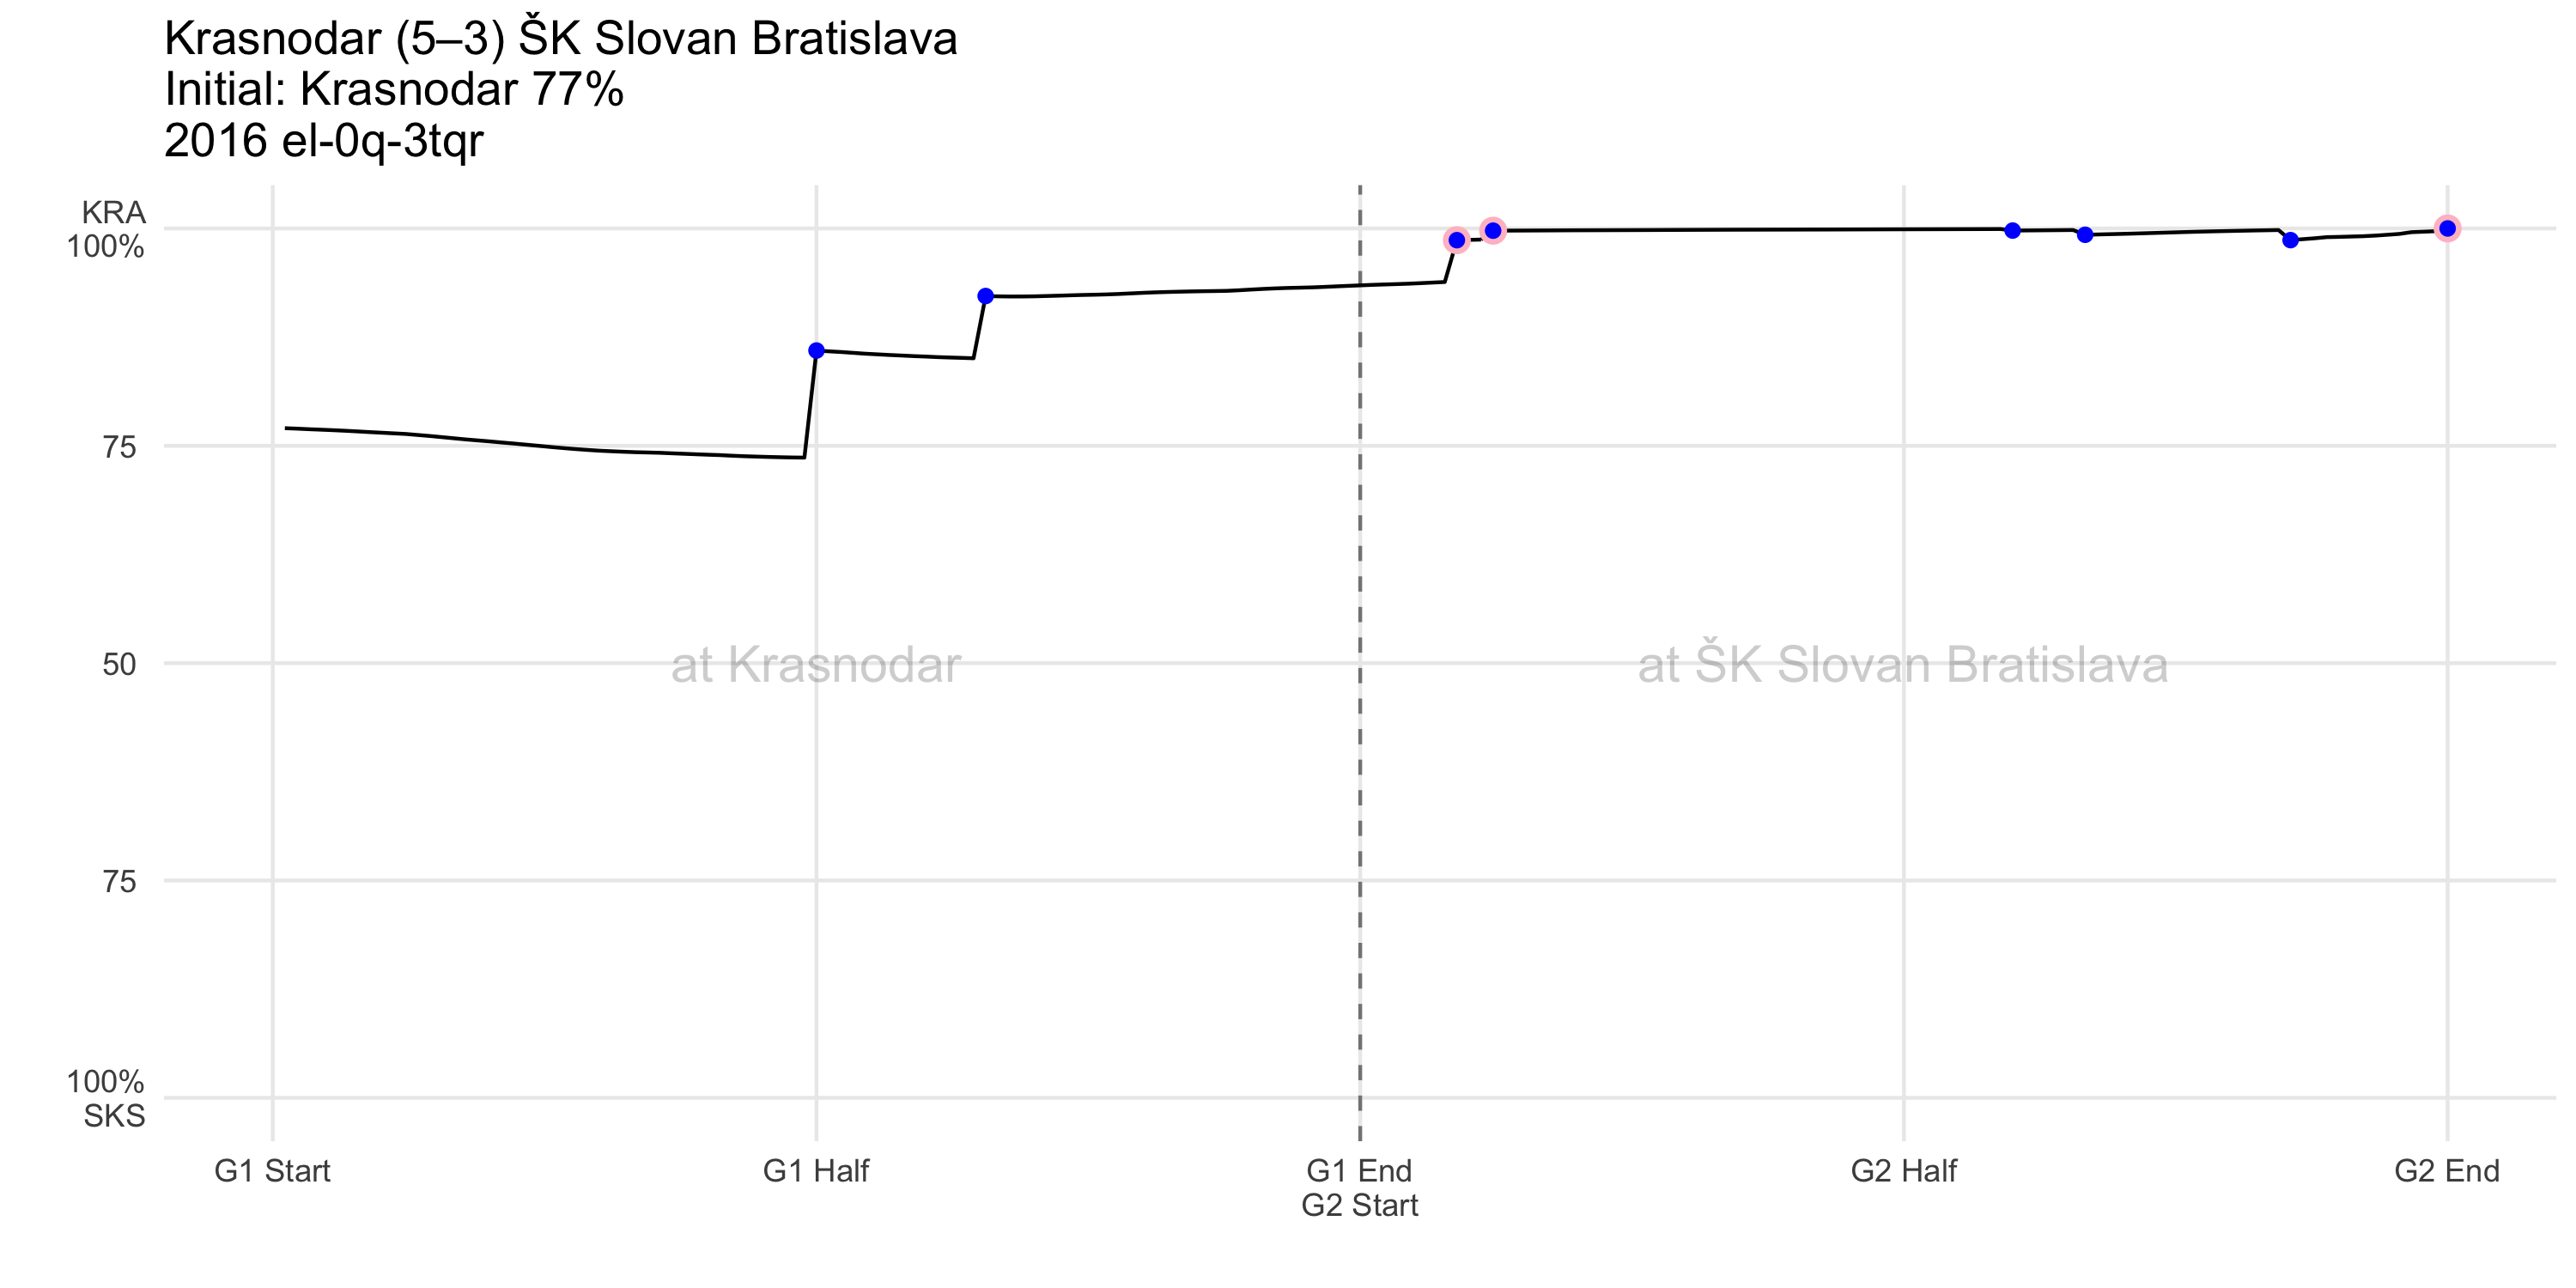 Krasnodar (5–3) ŠK Slovan Bratislava
Initial: Krasnodar 77%
2016 el-0q-3tqr
KRA
100%
75
50
75
100%
SKS
at Krasnodar
at ŠK Slovan Bratislava
G1 Start
G1 Half
G1 End
G2 Start
G2 Half
G2 End